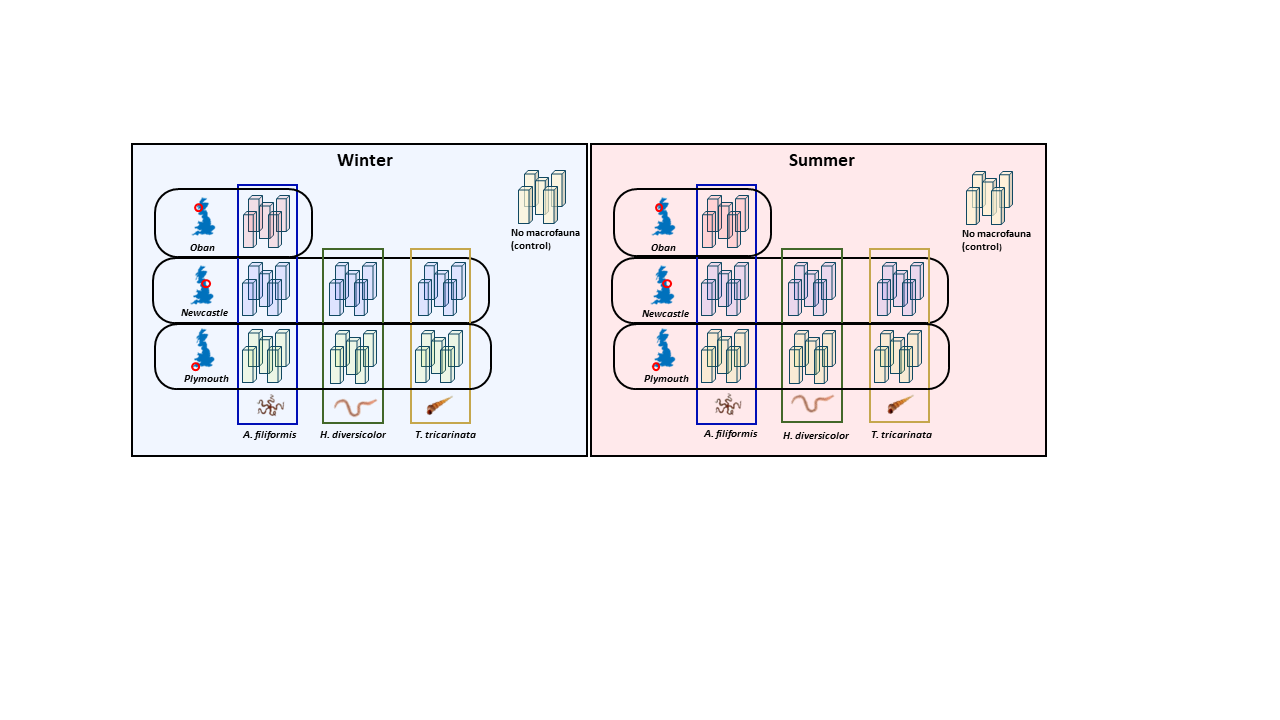 Winter
No macrofauna
(control)
Oban
Newcastle
Plymouth
A. filiformis
H. diversicolor
T. tricarinata
Summer
No macrofauna
(control)
Oban
Newcastle
Plymouth
A. filiformis
H. diversicolor
T. tricarinata